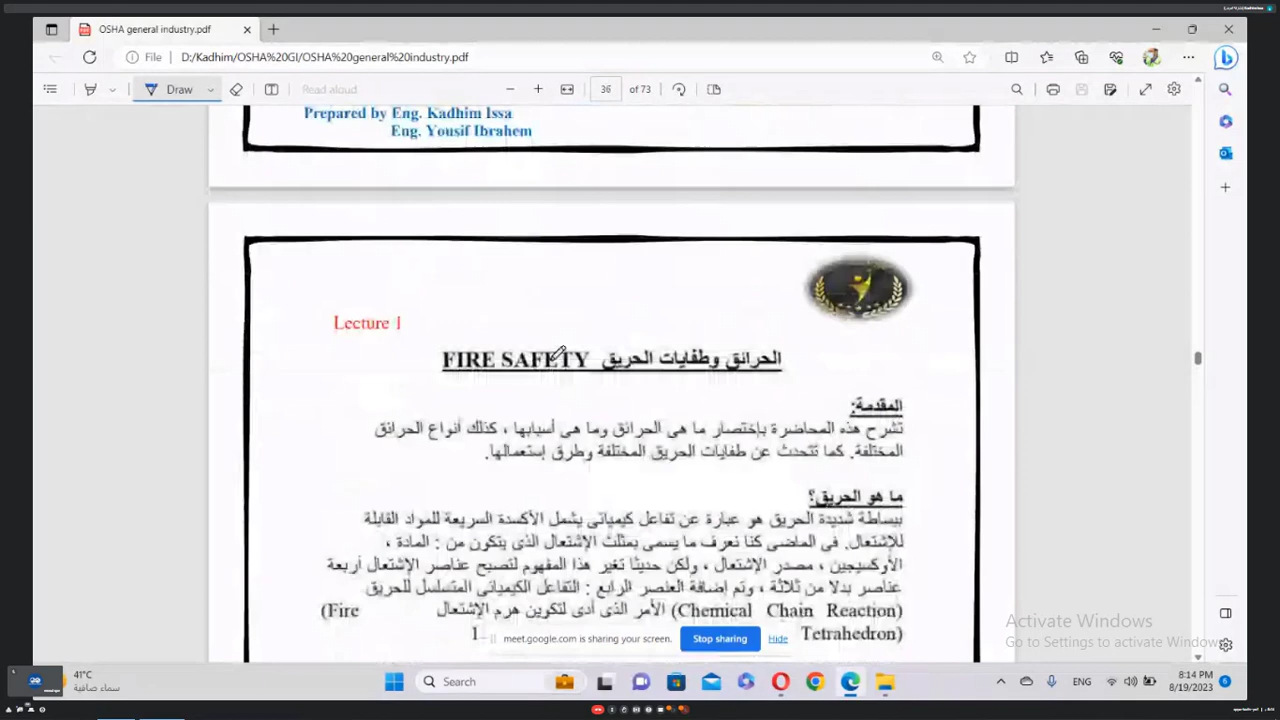 OSHA general industry.pdf
File
D:/Kadhim/OSHA%20GI/OSHA%20general%20industry.pdf
Draw
Read aloud
36 of 73
Prepared by Eng. Kadhim Issa
Eng. Yousif Ibrahem
Lecture 1
الحرائق وطفايات الحريق FIRE SAFETY
المقدمة:
تشرح هذه المحاضرة بإختصار ما هى الحرائق وما هى أسبابها ، كذلك أنواع الحرائق
المختلفة. كما تتحدث عن طفايات الحريق المختلفة وطرق إستعمالها.
ما هو الحريق؟
ببساطة شديدة الحريق هو عبارة عن تفاعل كيميائى يشمل الأكسدة السريعة للمواد القابلة
للإشتعال. فى الماضى كنا نعرف ما يسمى بمثلث الإشتعال الذى يتكون من : المادة ،
الأوكسيجين ، مصدر الإشتعال ، ولكن حديثا تغير هذا المفهوم لتصبح عناصر الإشتعال أربعة
عناصر بدلا من ثلاثة ، وتم إضافة العنصر الرابع : التفاعل الكيميائى المتسلسل للحريق
(Chemical Chain Reaction) الأمر الذى أدى لتكوين هرم الإشتعال (Fire
Tetrahedron)
1
meet.google.com is sharing your screen.
Stop sharing
Hide
Activate Windows
Go to Settings to activate Windows
41°C
سماء صافية
Search
ENG
8:14 PM
8/19/2023